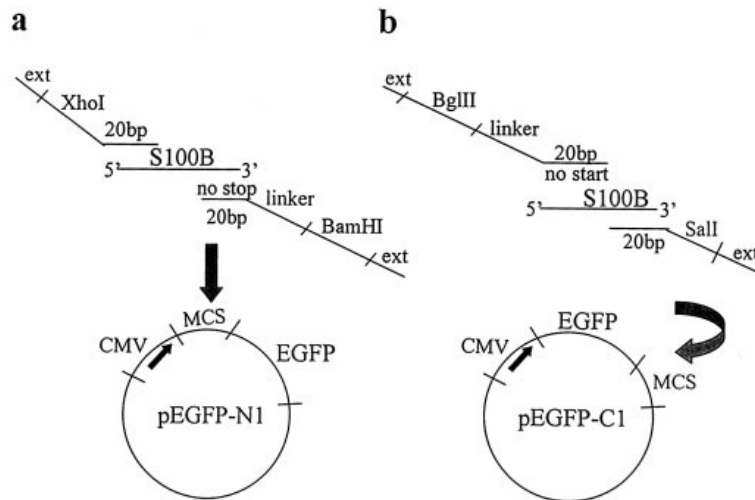 a
ext
XhoI
20bp
5’ S100B 3’
no stop linker
20bp
BamHI
ext
MCS
CMV
EGFP
pEGFP-N1
b
ext
BglII
linker
20bp
no start
5’ S100B 3’
20bp
SalI
ext
EGFP
CMV
MCS
pEGFP-C1